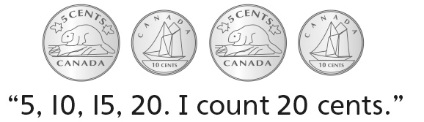 5 CENTS CANADA
CANADA 10 CENTS
5 CENTS CANADA
CANADA 10 CENTS
“5, 10, 15, 20. I count 20 cents.”